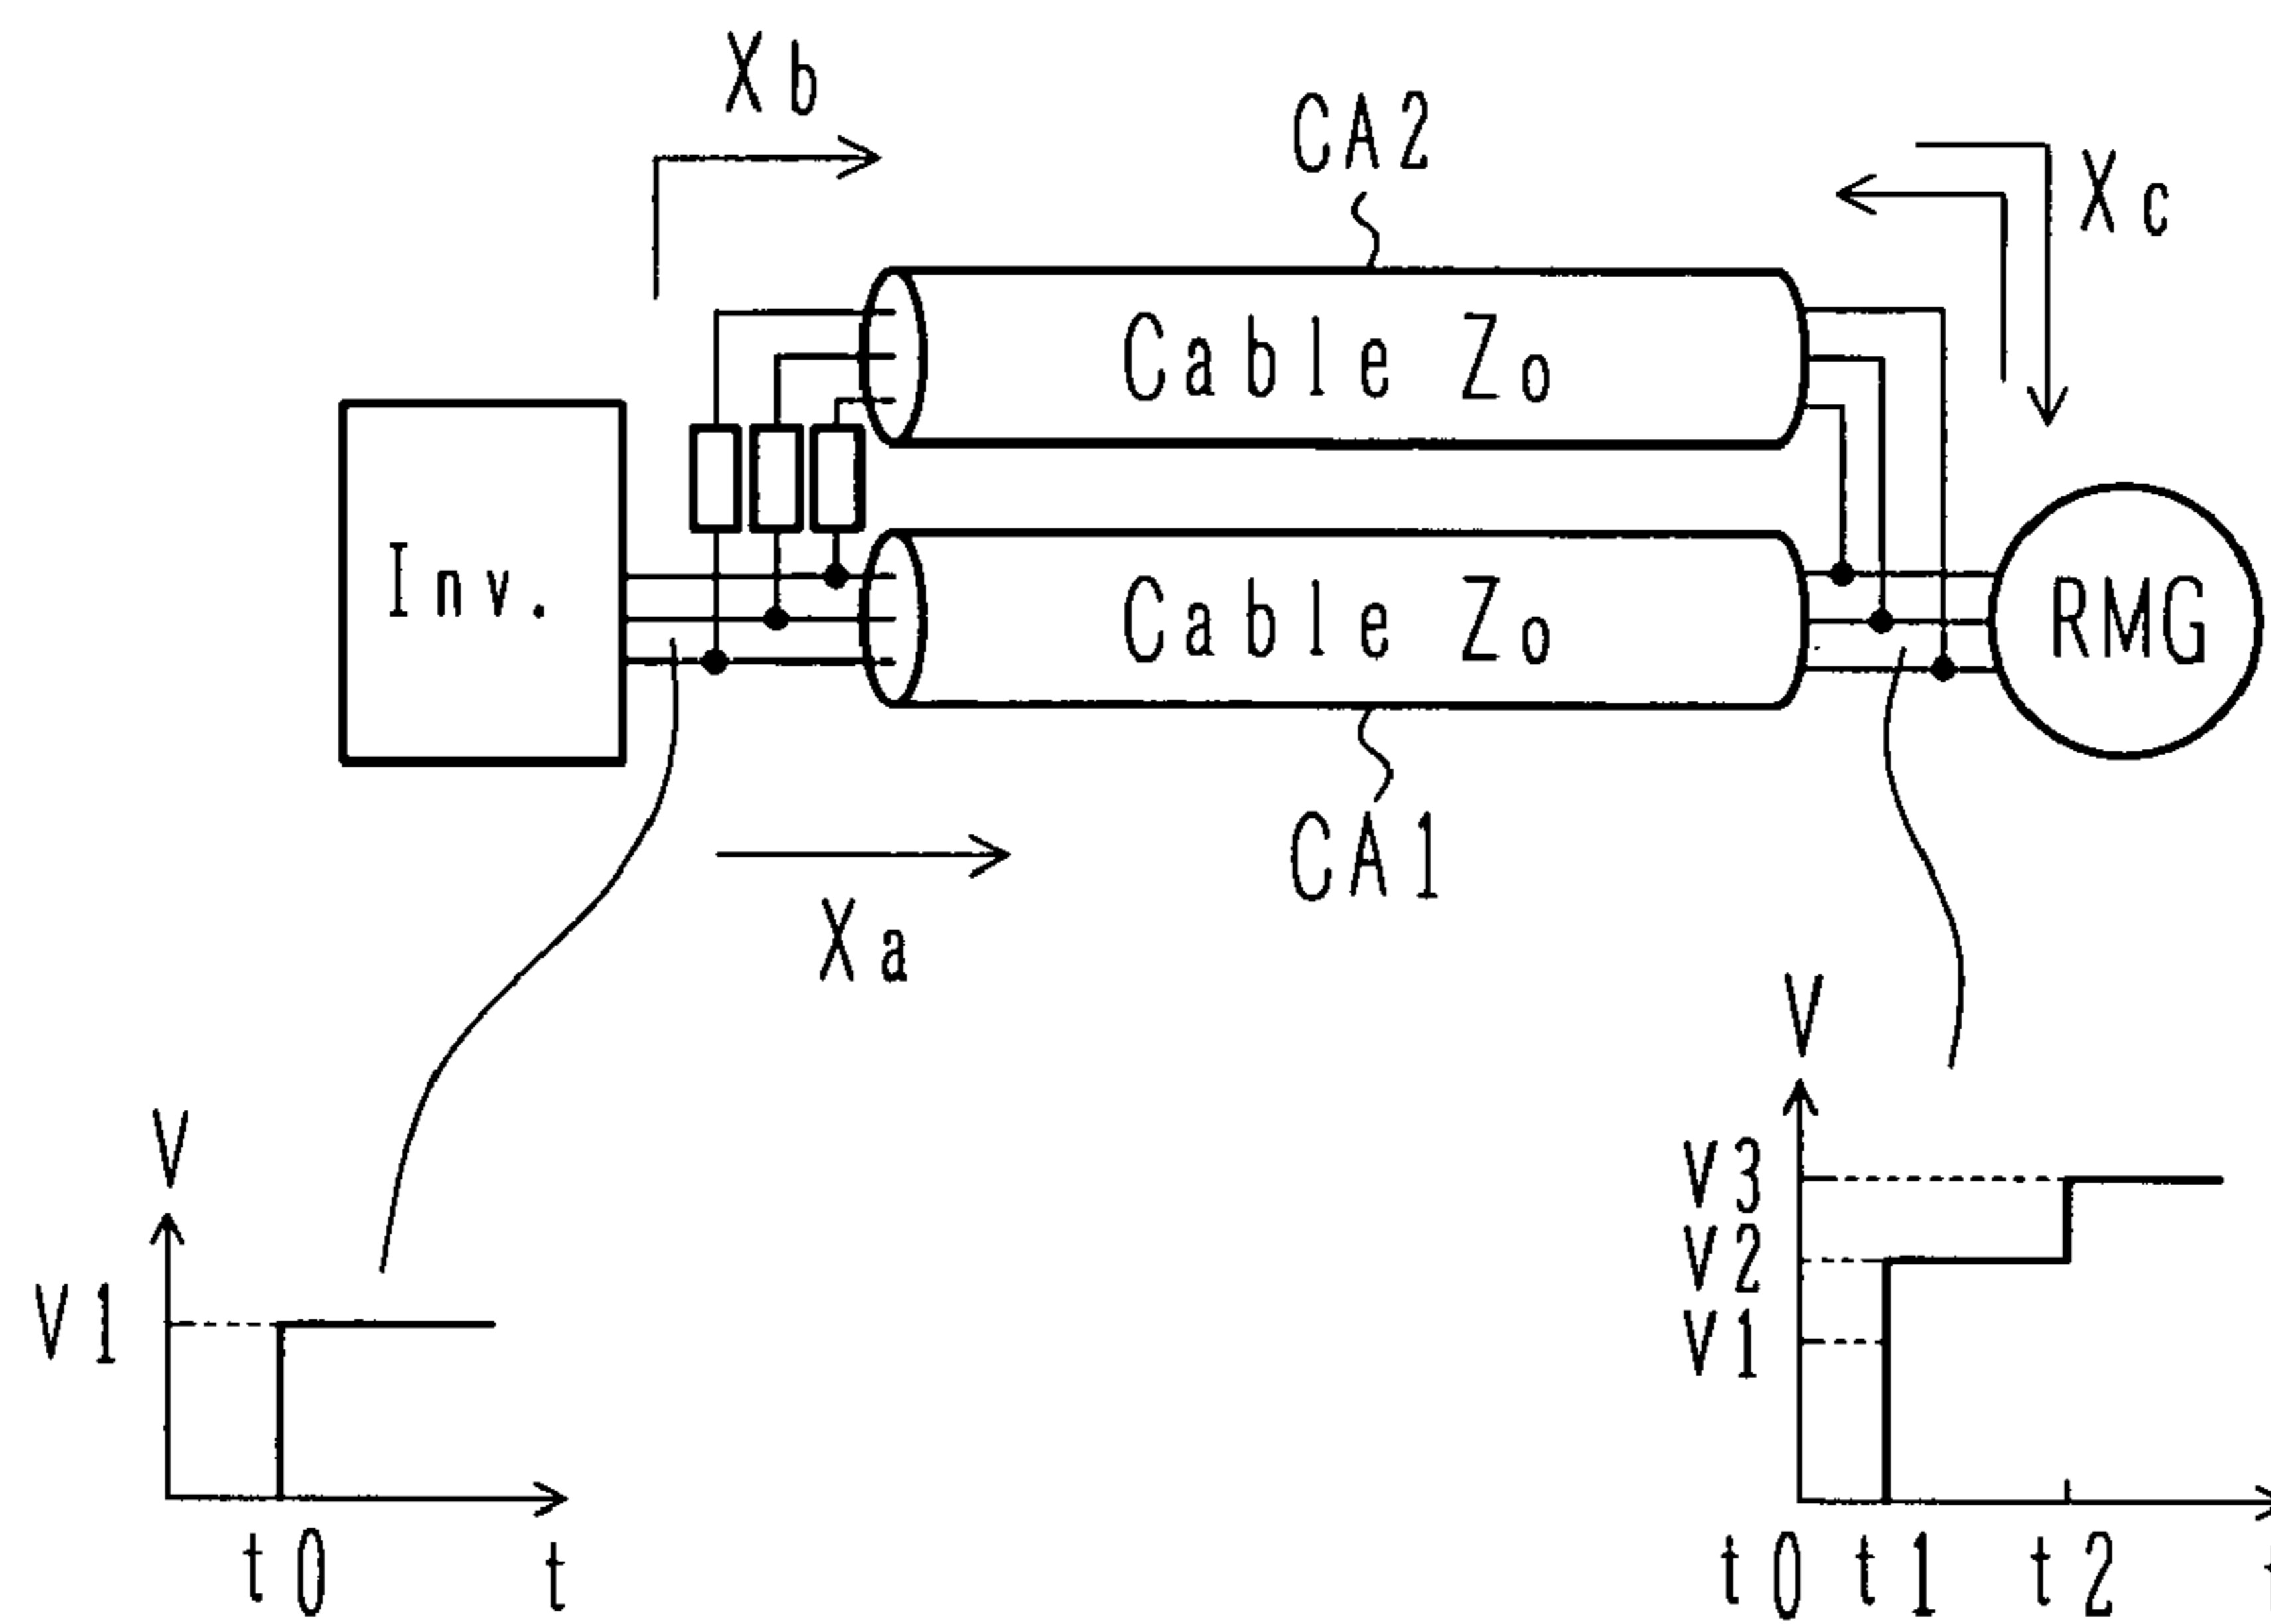 Xb
CA2
Xc
Cable Zo
Inv.
Cable Zo
RMG
CA1
Xa
V
V
V3
V2
V1
V1
t0 t
t0 t1 t2